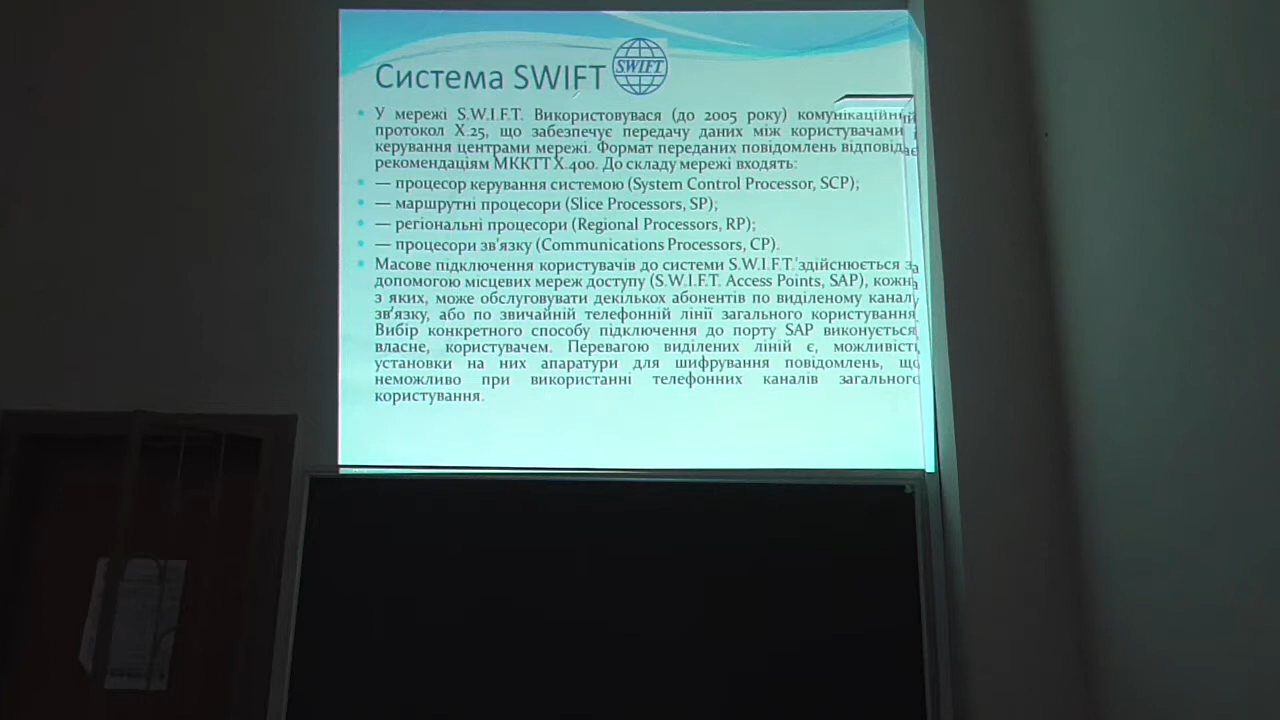 Система SWIFT
SWIFT
У мережі S.W.I.F.T. Використовувася (до 2005 року) комунікаційний
протокол X.25, що забезпечує передачу даних між користувачами і
керування центрами мережі. Формат переданих повідомлень відповідає
рекомендаціям МККТТ X.400. До складу мережі входять:
— процесор керування системою (System Control Processor, SCP);
— маршрутні процесори (Slice Processors, SP);
— регіональні процесори (Regional Processors, RP);
— процесори зв'язку (Communications Processors, CP).
Масове підключення користувачів до системи S.W.I.F.T. здійснюється за
допомогою місцевих мереж доступу (S.W.I.F.T. Access Points, SAP), кожна
з яких, може обслуговувати декількох абонентів по виділеному каналу
зв'язку, або по звичайній телефонній лінії загального користування.
Вибір конкретного способу підключення до порту SAP виконується,
власне, користувачем. Перевагою виділених ліній є, можливість
установки на них апаратури для шифрування повідомлень, що
неможливо при використанні телефонних каналів загального
користування.